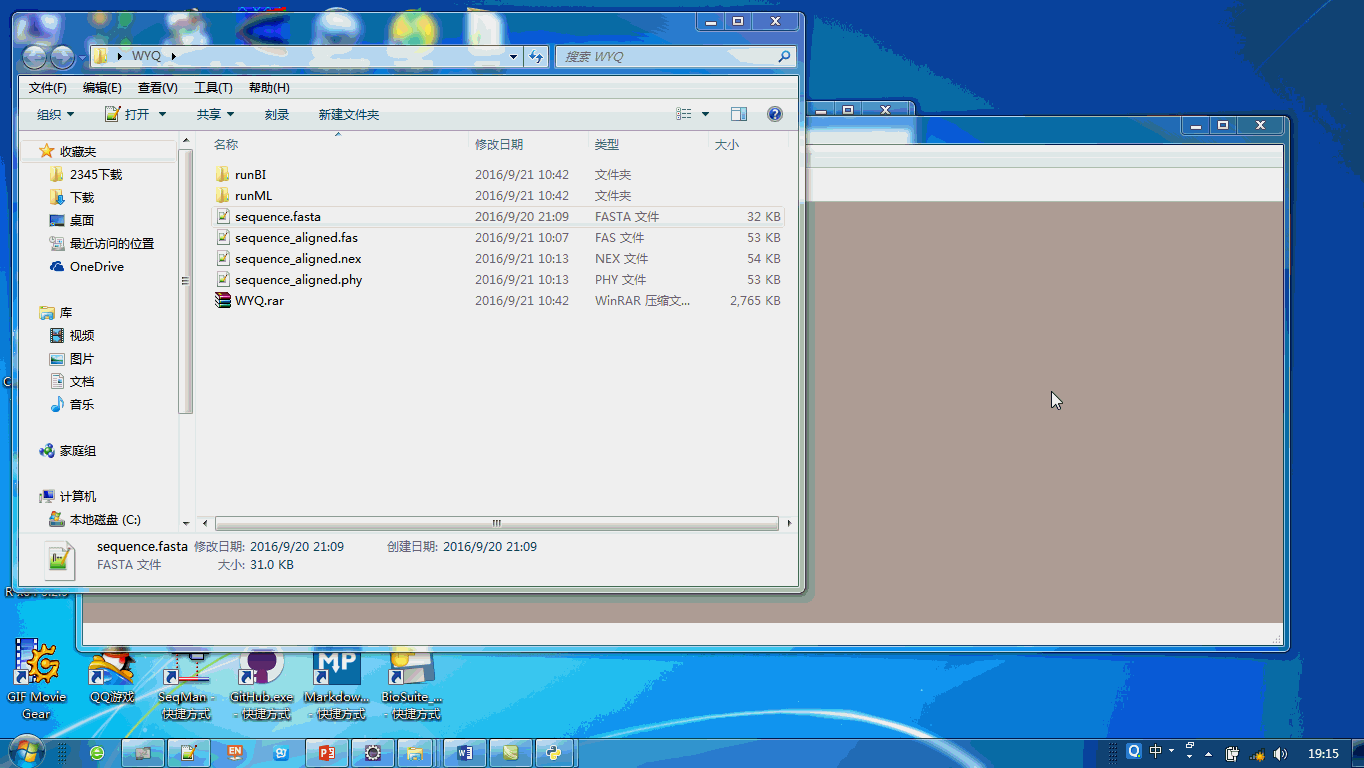 WYQ
搜索 WYQ
文件(F) 编辑(E) 查看(V) 工具(T) 帮助(H)
组织 打开 共享 刻录 新建文件夹
名称 修改日期 类型 大小
收藏夹
2345下载
下载
桌面
最近访问的位置
OneDrive
库
视频
图片
文档
音乐
家庭组
计算机
本地磁盘 (C:)
runBI 2016/9/21 10:42 文件夹
runML 2016/9/21 10:42 文件夹
sequence.fasta 2016/9/20 21:09 FASTA 文件 32 KB
sequence_aligned.fas 2016/9/21 10:07 FAS 文件 53 KB
sequence_aligned.nex 2016/9/21 10:13 NEX 文件 54 KB
sequence_aligned.phy 2016/9/21 10:13 PHY 文件 53 KB
WYQ.rar 2016/9/21 10:42 WinRAR 压缩文... 2,765 KB
sequence.fasta 修改日期: 2016/9/20 21:09 创建日期: 2016/9/20 21:09
FASTA 文件 大小: 31.0 KB
MP
GIF Movie
Gear
QQ游戏
SeqMan -
快捷方式
GitHub.exe
- 快捷方式
Markdow...
- 快捷方式
BioSuite_...
- 快捷方式
EN
中
19:15